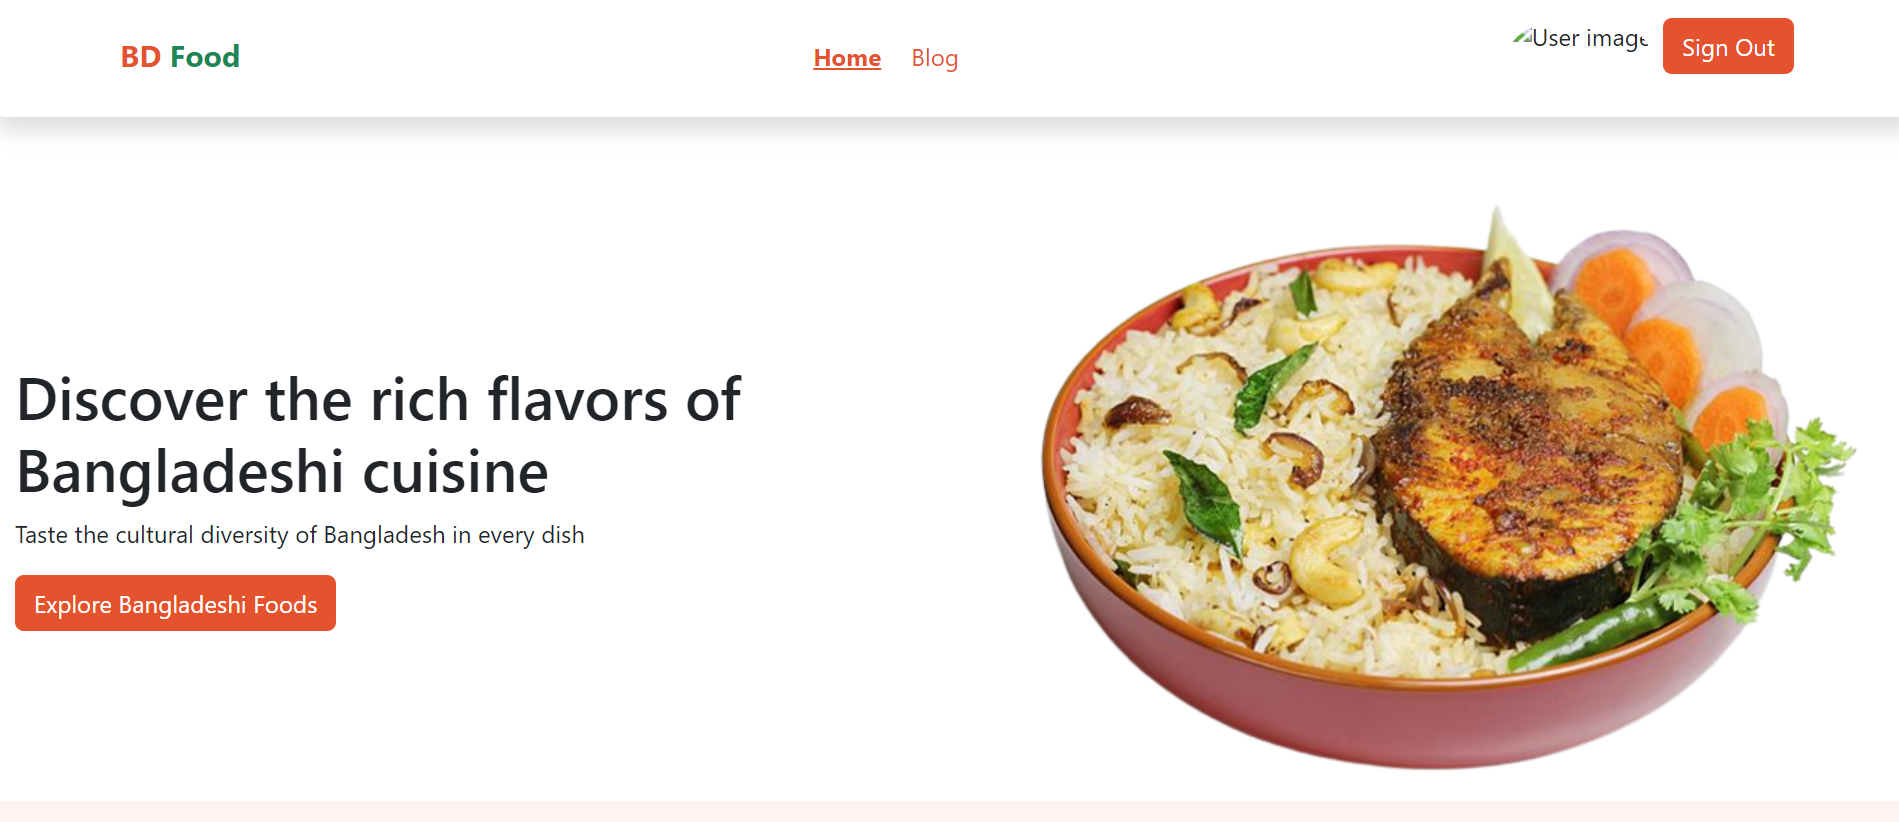 BD Food
Home
Blog
User image
Sign Out
Discover the rich flavors of
Bangladeshi cuisine
Taste the cultural diversity of Bangladesh in every dish
Explore Bangladeshi Foods